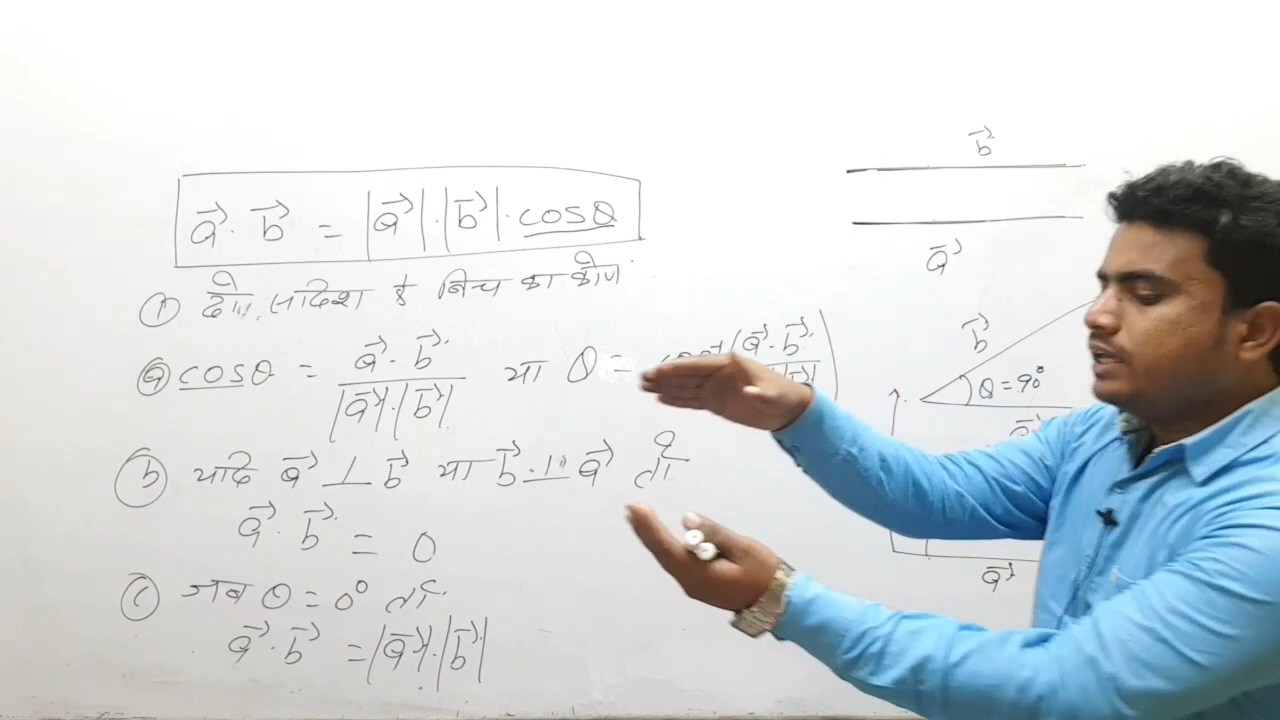 a⃗ · b⃗ = |a⃗| · |b⃗| · cosθ
① दो सदिश के बिच का कोण
ⓐ cosθ = a⃗ · b⃗ / |a⃗| · |b⃗| या θ =
ⓑ यदि a⃗ ⊥ b⃗ या b⃗ ⊥ a⃗ तो
a⃗ · b⃗ = 0
ⓒ जब θ = 0° तो
a⃗ · b⃗ = |a⃗| · |b⃗|
b⃗
a⃗
b⃗
θ = 90°
a⃗
a⃗